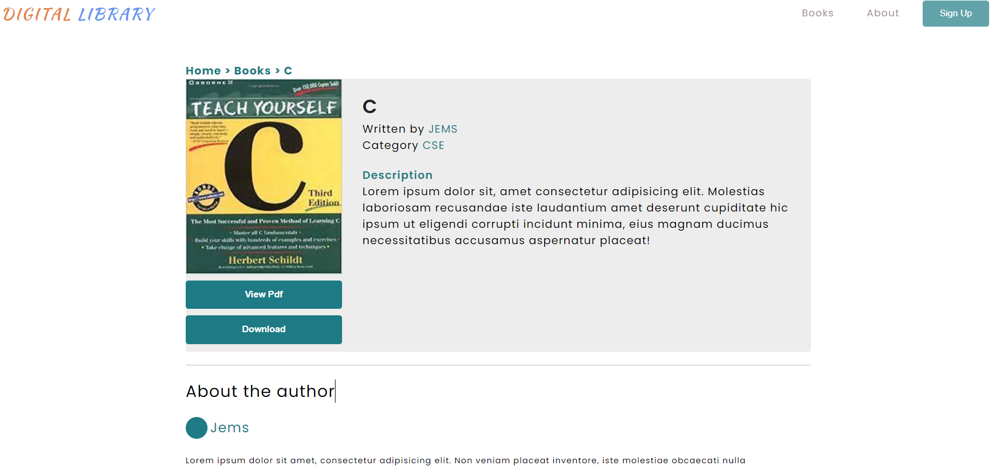 DIGITAL LIBRARY
Books
About
Sign Up
Home > Books > C
OSBORNE
Over 150,000 Copies Sold!
TEACH YOURSELF
C
BONUS
Third
Edition
The Most Successful and Proven Method of Learning C
• Master all C fundamentals •
• Build your skills with hundreds of examples and exercises •
• Take charge of advanced features and techniques •
Herbert Schildt
View Pdf
Download
C
Written by JEMS
Category CSE
Description
Lorem ipsum dolor sit, amet consectetur adipisicing elit. Molestias
laboriosam recusandae iste laudantium amet deserunt cupiditate hic
ipsum ut eligendi corrupti incidunt minima, eius magnam ducimus
necessitatibus accusamus aspernatur placeat!
About the author
Jems
Lorem ipsum dolor sit amet, consectetur adipisicing elit. Non veniam placeat inventore, iste molestiae obcaecati nulla